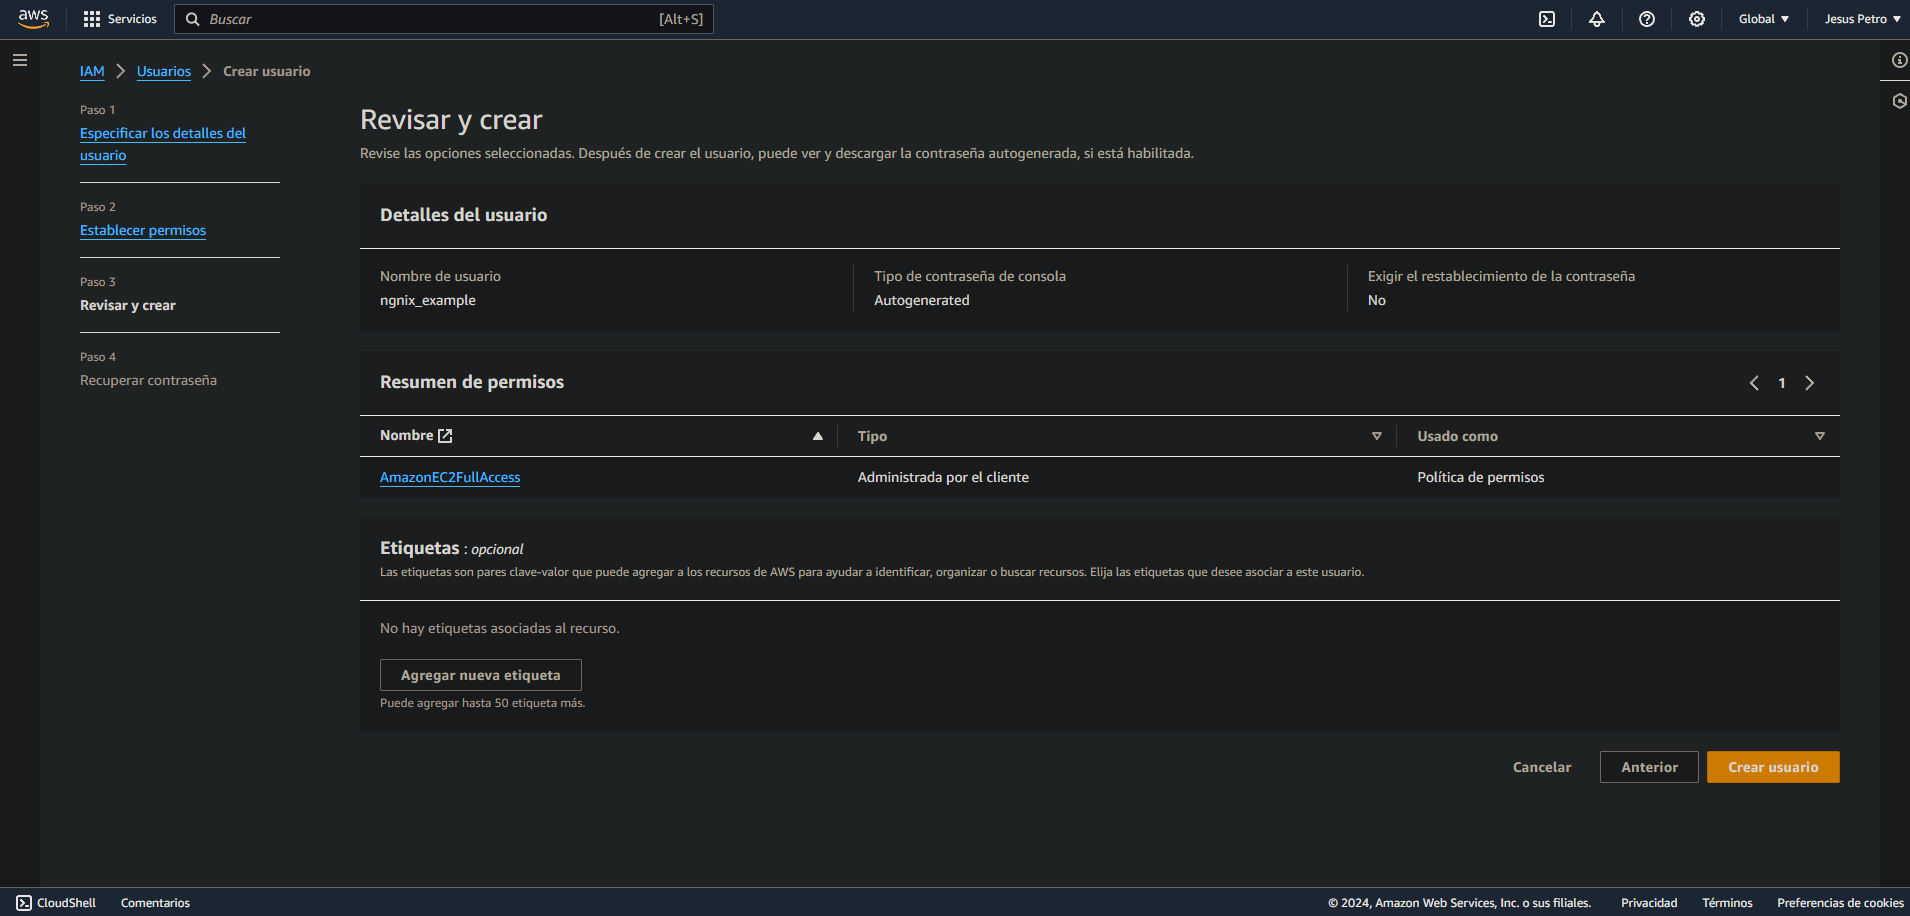 aws Servicios Buscar [Alt+S] Global Jesus Petro
IAM Usuarios Crear usuario
Paso 1
Especificar los detalles del
usuario
Paso 2
Establecer permisos
Paso 3
Revisar y crear
Paso 4
Recuperar contraseña
Revisar y crear
Revise las opciones seleccionadas. Después de crear el usuario, puede ver y descargar la contraseña autogenerada, si está habilitada.
Detalles del usuario
Nombre de usuario
ngnix_example
Tipo de contraseña de consola
Autogenerated
Exigir el restablecimiento de la contraseña
No
Resumen de permisos
1
Nombre Tipo Usado como
AmazonEC2FullAccess Administrada por el cliente Política de permisos
Etiquetas : opcional
Las etiquetas son pares clave-valor que puede agregar a los recursos de AWS para ayudar a identificar, organizar o buscar recursos. Elija las etiquetas que desee asociar a este usuario.
No hay etiquetas asociadas al recurso.
Agregar nueva etiqueta
Puede agregar hasta 50 etiqueta más.
Cancelar Anterior Crear usuario
CloudShell Comentarios © 2024, Amazon Web Services, Inc. o sus filiales. Privacidad Términos Preferencias de cookies